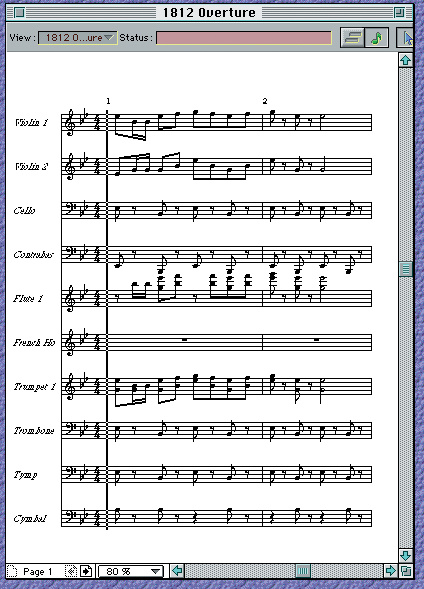 1812 Overture
View : 1812 O...ure Status :
1 2
Violin 1
Violin 2
Cello
Contrabas
Flute 1
French Ho
Trumpet 1
Trombone
Tymp
Cymbal
Page 1 80 %